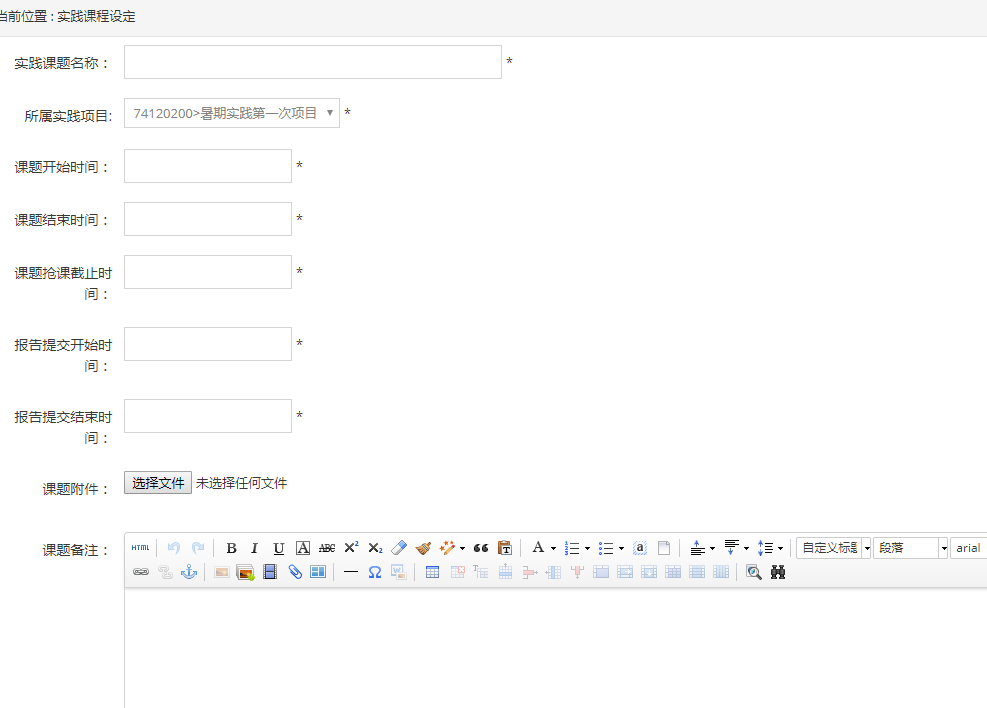 当前位置 : 实践课程设定
实践课题名称 : *
所属实践项目: 74120200>暑期实践第一次项目 ▼ *
课题开始时间 : *
课题结束时间 : *
课题抢课截止时 *
间 :
报告提交开始时 *
间 :
报告提交结束时 *
间 :
课题附件 : 选择文件 未选择任何文件
课题备注 : HTML B I U A ABC X² X₂ T A a 自定义标题 段落 arial
Ω W